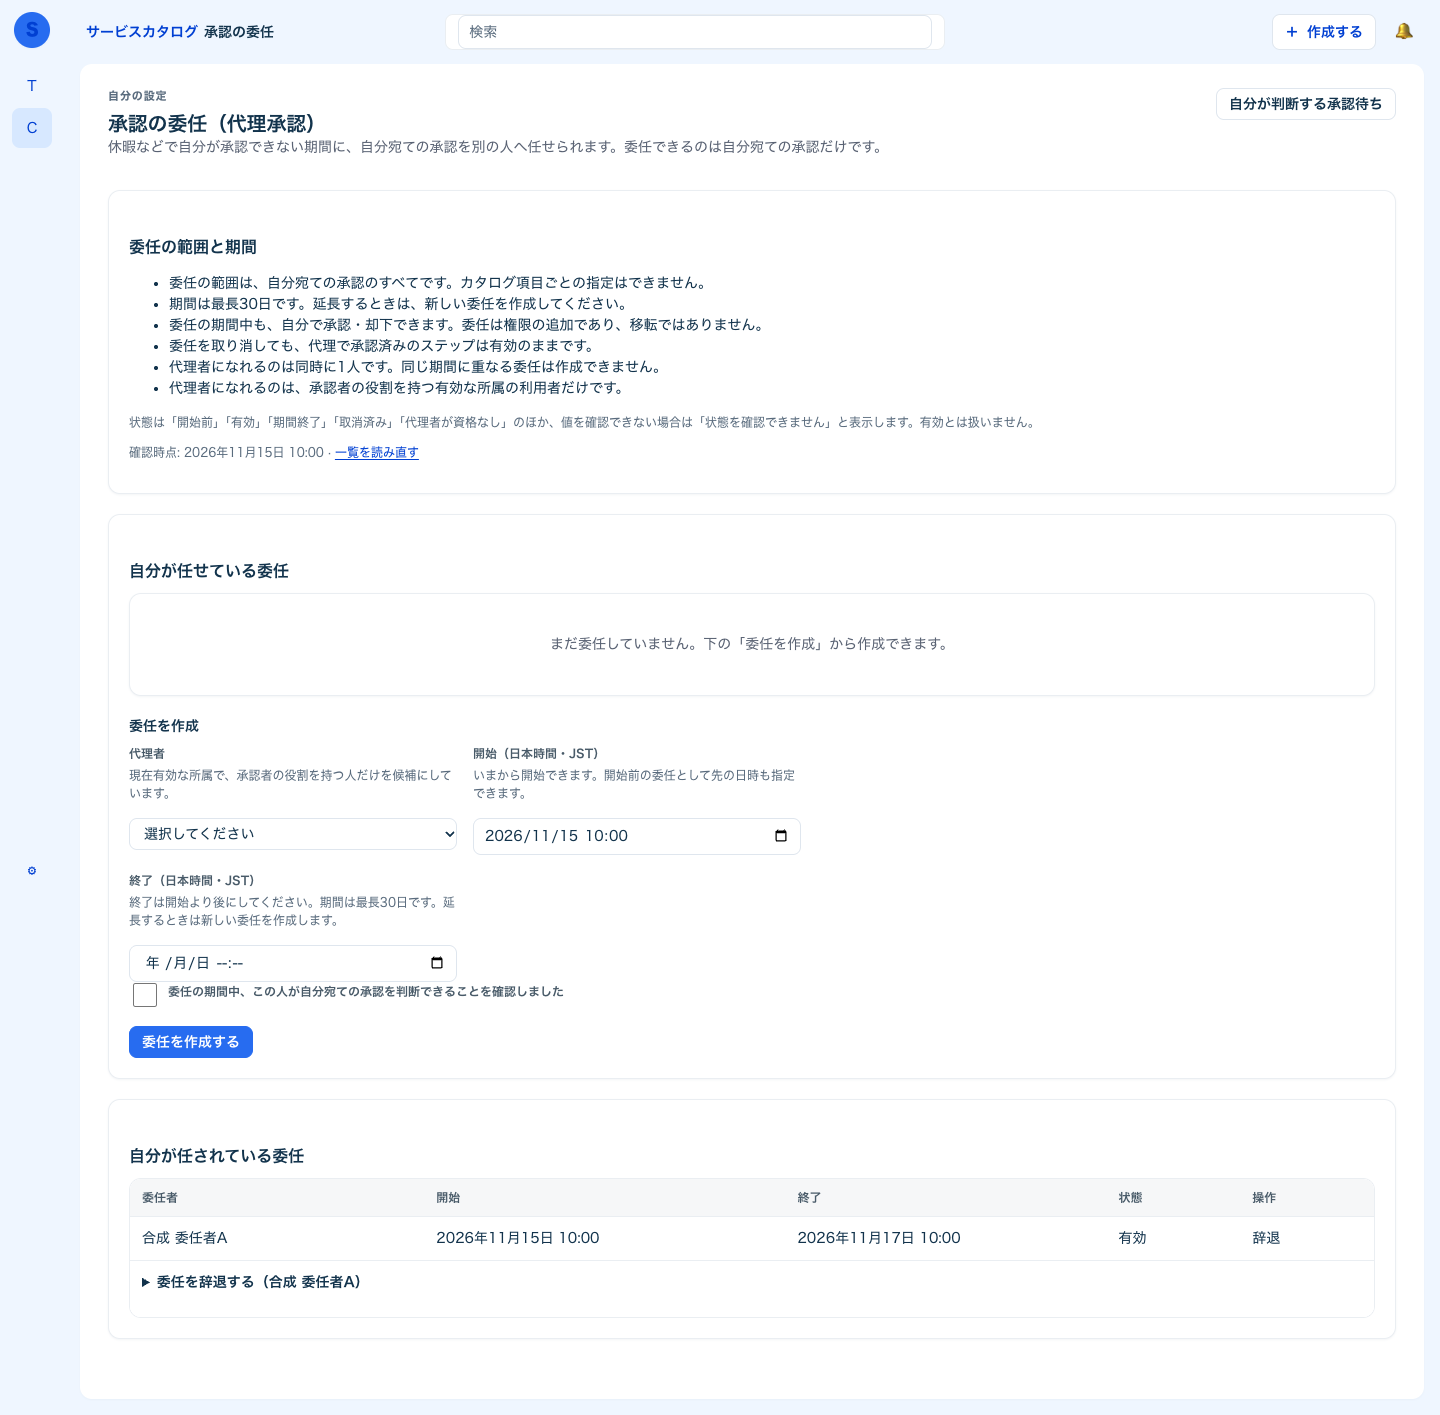 S
サービスカタログ 承認の委任
検索
+ 作成する
T
C
自分の設定
承認の委任（代理承認）
休暇などで自分が承認できない期間に、自分宛ての承認を別の人へ任せられます。委任できるのは自分宛ての承認だけです。
自分が判断する承認待ち
委任の範囲と期間
• 委任の範囲は、自分宛ての承認のすべてです。カタログ項目ごとの指定はできません。
• 期間は最長30日です。延長するときは、新しい委任を作成してください。
• 委任の期間中も、自分で承認・却下できます。委任は権限の追加であり、移転ではありません。
• 委任を取り消しても、代理で承認済みのステップは有効のままです。
• 代理者になれるのは同時に1人です。同じ期間に重なる委任は作成できません。
• 代理者になれるのは、承認者の役割を持つ有効な所属の利用者だけです。
状態は「開始前」「有効」「期間終了」「取消済み」「代理者が資格なし」のほか、値を確認できない場合は「状態を確認できません」と表示します。有効とは扱いません。
確認時点: 2026年11月15日 10:00 · 一覧を読み直す
自分が任せている委任
まだ委任していません。下の「委任を作成」から作成できます。
委任を作成
代理者
現在有効な所属で、承認者の役割を持つ人だけを候補にして
います。
選択してください
開始（日本時間・JST）
いまから開始できます。開始前の委任として先の日時も指定
できます。
2026/11/15 10:00
終了（日本時間・JST）
終了は開始より後にしてください。期間は最長30日です。延
長するときは新しい委任を作成します。
年 /月/日 --:--
委任の期間中、この人が自分宛ての承認を判断できることを確認しました
委任を作成する
自分が任されている委任
委任者 開始 終了 状態 操作
合成 委任者A 2026年11月15日 10:00 2026年11月17日 10:00 有効 辞退
▶ 委任を辞退する（合成 委任者A）